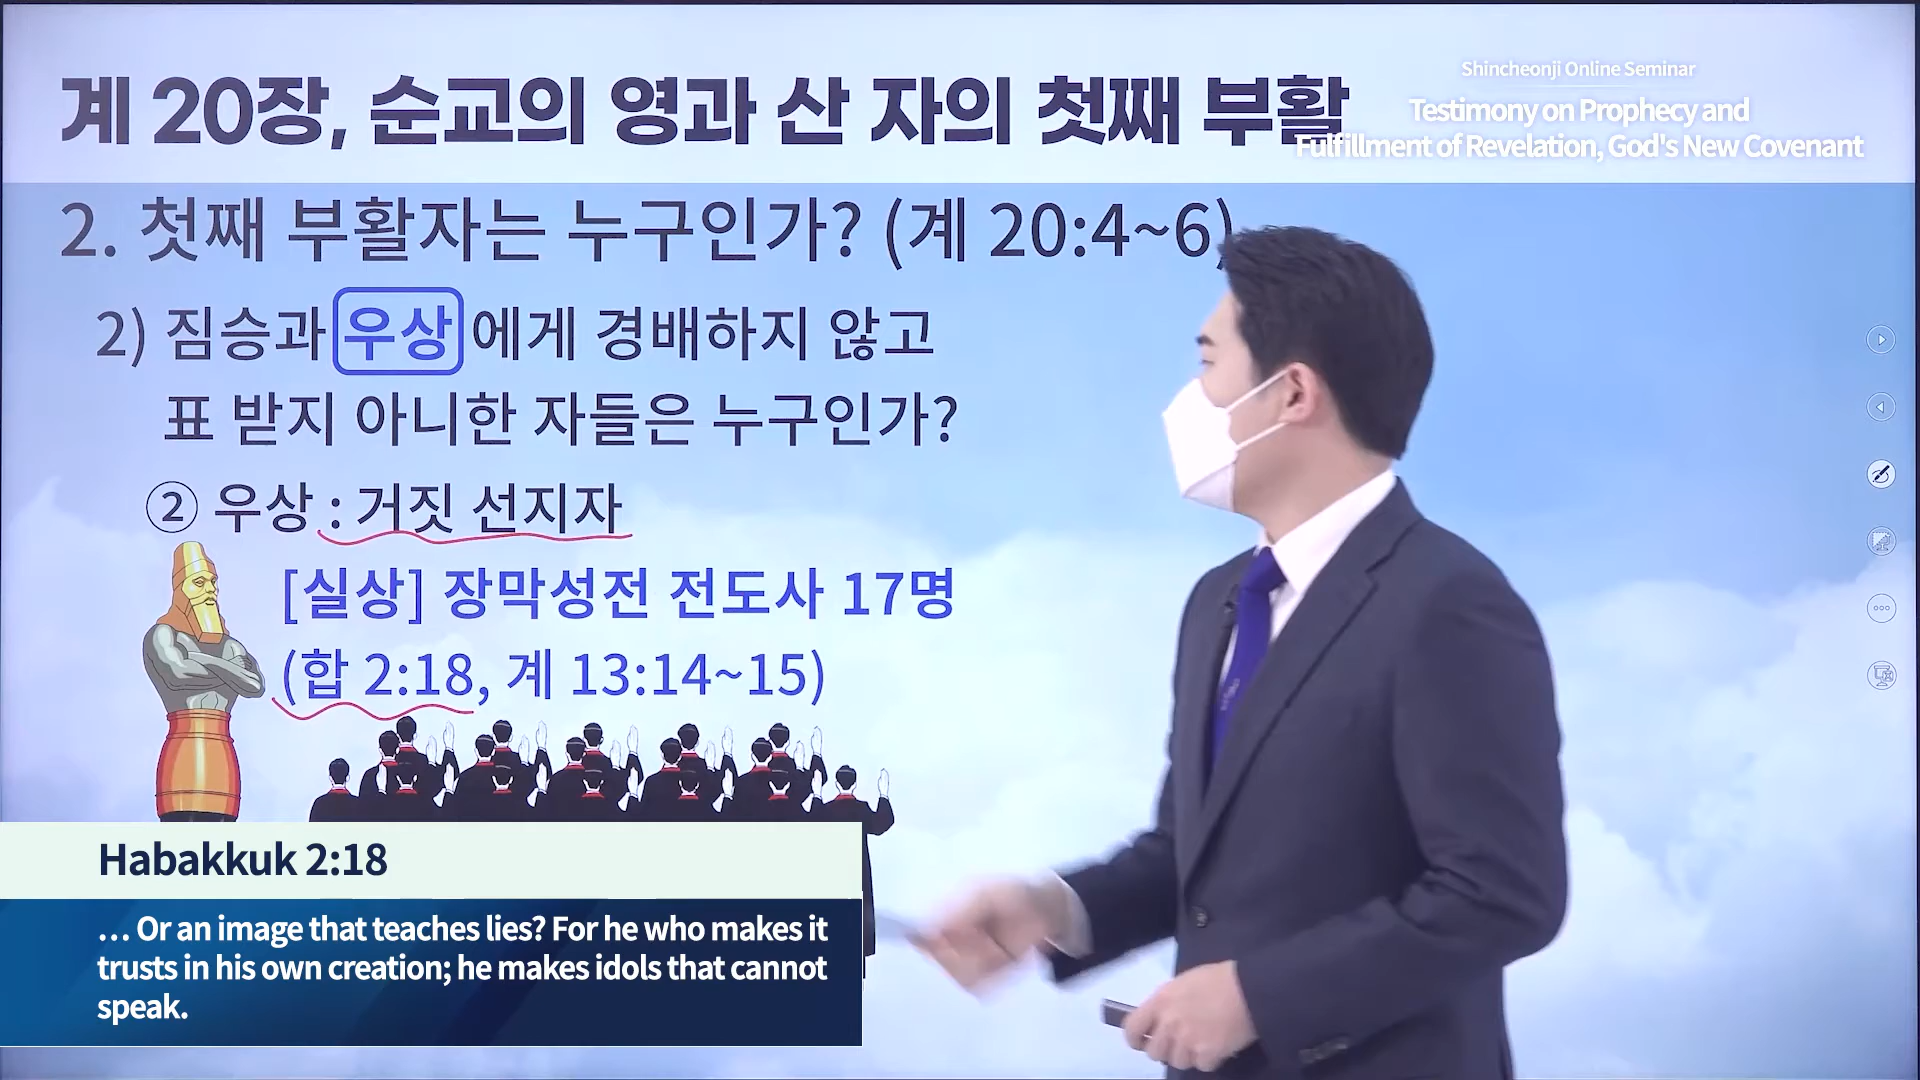 계 20장, 순교의 영과 산 자의 첫째 부활
Shincheonji Online Seminar
Testimony on Prophecy and
Fulfillment of Revelation, God's New Covenant
2. 첫째 부활자는 누구인가? (계 20:4~6)
2) 짐승과 우상에게 경배하지 않고
표 받지 아니한 자들은 누구인가?
② 우상 : 거짓 선지자
[실상] 장막성전 전도사 17명
(합 2:18, 계 13:14~15)
Habakkuk 2:18
… Or an image that teaches lies? For he who makes it
trusts in his own creation; he makes idols that cannot
speak.